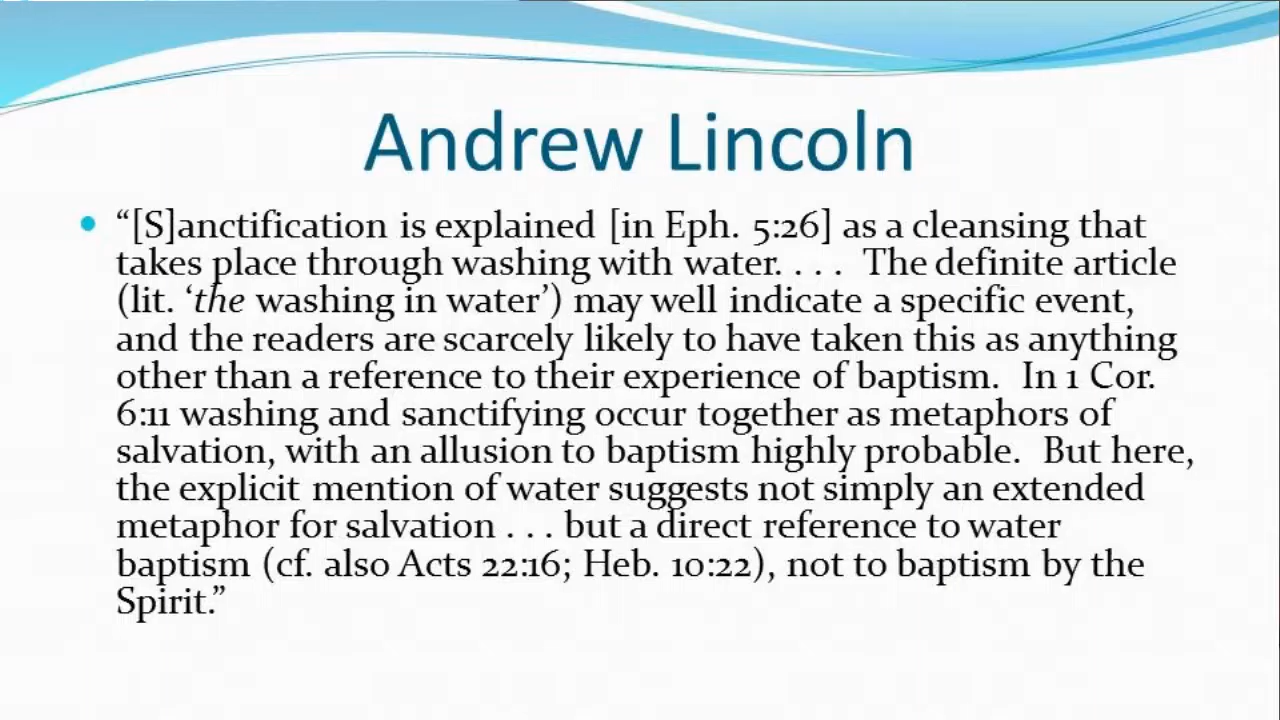 Andrew Lincoln
• “[S]anctification is explained [in Eph. 5:26] as a cleansing that
takes place through washing with water. . . .  The definite article
(lit. ‘the washing in water’) may well indicate a specific event,
and the readers are scarcely likely to have taken this as anything
other than a reference to their experience of baptism.  In 1 Cor.
6:11 washing and sanctifying occur together as metaphors of
salvation, with an allusion to baptism highly probable.  But here,
the explicit mention of water suggests not simply an extended
metaphor for salvation . . . but a direct reference to water
baptism (cf. also Acts 22:16; Heb. 10:22), not to baptism by the
Spirit.”